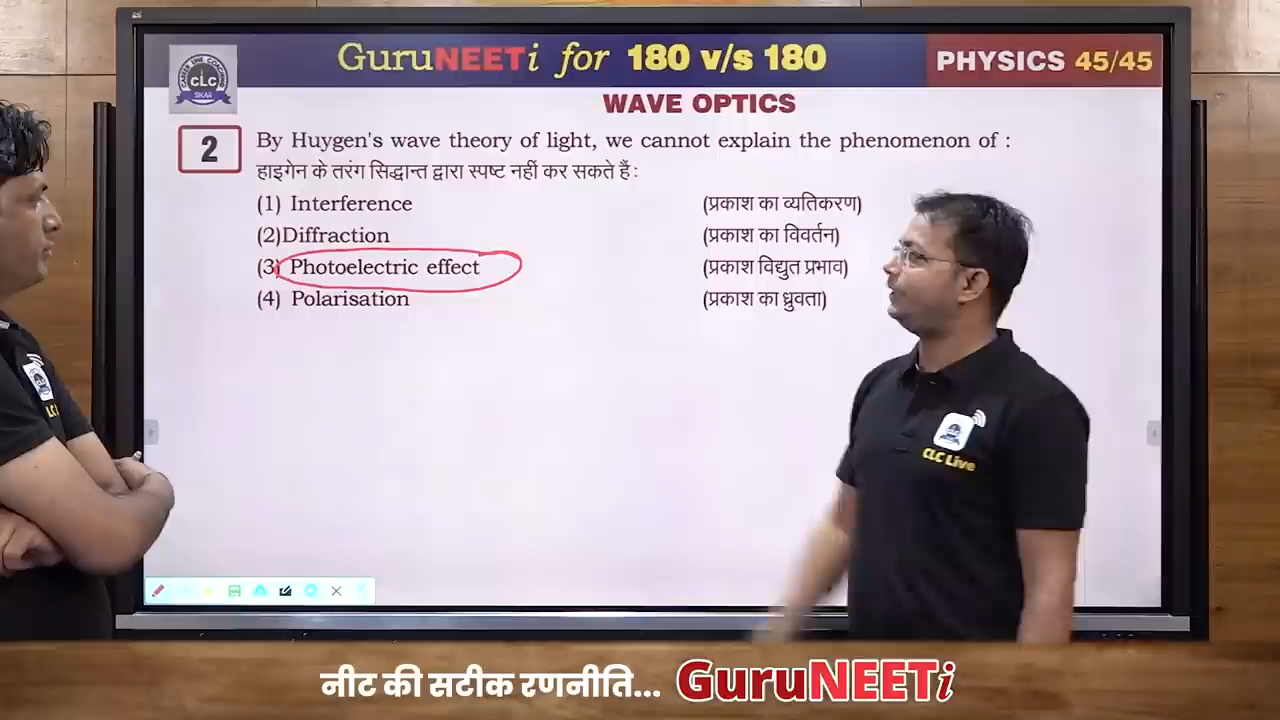 GuruNEETi for 180 v/s 180
PHYSICS 45/45
CLC
SIKAR
WAVE OPTICS
2
By Huygen's wave theory of light, we cannot explain the phenomenon of :
हाइगेन के तरंग सिद्धान्त द्वारा स्पष्ट नहीं कर सकते हैं :
(1) Interference (प्रकाश का व्यतिकरण)
(2)Diffraction (प्रकाश का विवर्तन)
(3) Photoelectric effect (प्रकाश विद्युत प्रभाव)
(4) Polarisation (प्रकाश का ध्रुवता)
CLC Live
नीट की सटीक रणनीति... GuruNEETi